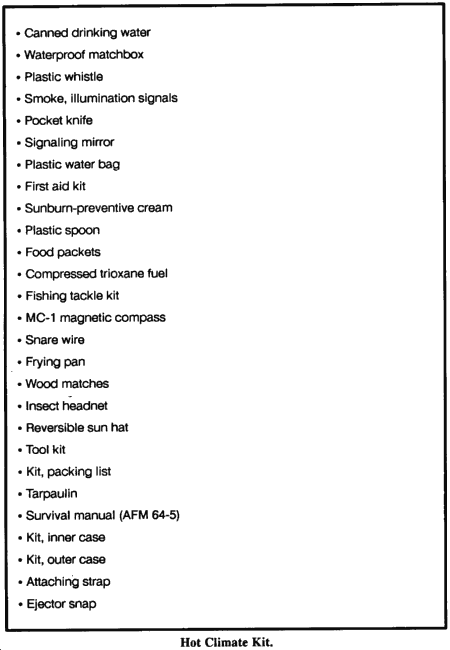 • Canned drinking water
• Waterproof matchbox
• Plastic whistle
• Smoke, illumination signals
• Pocket knife
• Signaling mirror
• Plastic water bag
• First aid kit
• Sunburn-preventive cream
• Plastic spoon
• Food packets
• Compressed trioxane fuel
• Fishing tackle kit
• MC-1 magnetic compass
• Snare wire
• Frying pan
• Wood matches
• Insect headnet
• Reversible sun hat
• Tool kit
• Kit, packing list
• Tarpaulin
• Survival manual (AFM 64-5)
• Kit, inner case
• Kit, outer case
• Attaching strap
• Ejector snap
Hot Climate Kit.